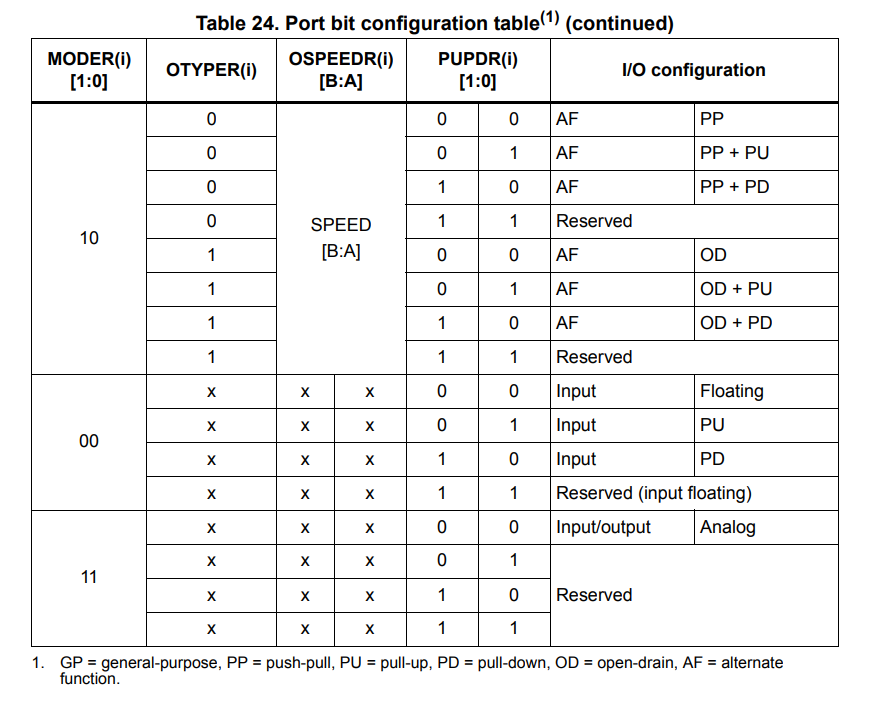 Table 24. Port bit configuration table(1) (continued)
MODER(i) [1:0] OTYPER(i) OSPEEDR(i) [B:A] PUPDR(i) [1:0] I/O configuration
10 SPEED [B:A]
0 0 0 AF PP
0 0 1 AF PP + PU
0 1 0 AF PP + PD
0 1 1 Reserved
1 0 0 AF OD
1 0 1 AF OD + PU
1 1 0 AF OD + PD
1 1 1 Reserved
00
x x x 0 0 Input Floating
x x x 0 1 Input PU
x x x 1 0 Input PD
x x x 1 1 Reserved (input floating)
11
x x x 0 0 Input/output Analog
x x x 0 1
x x x 1 0 Reserved
x x x 1 1
1. GP = general-purpose, PP = push-pull, PU = pull-up, PD = pull-down, OD = open-drain, AF = alternate
function.